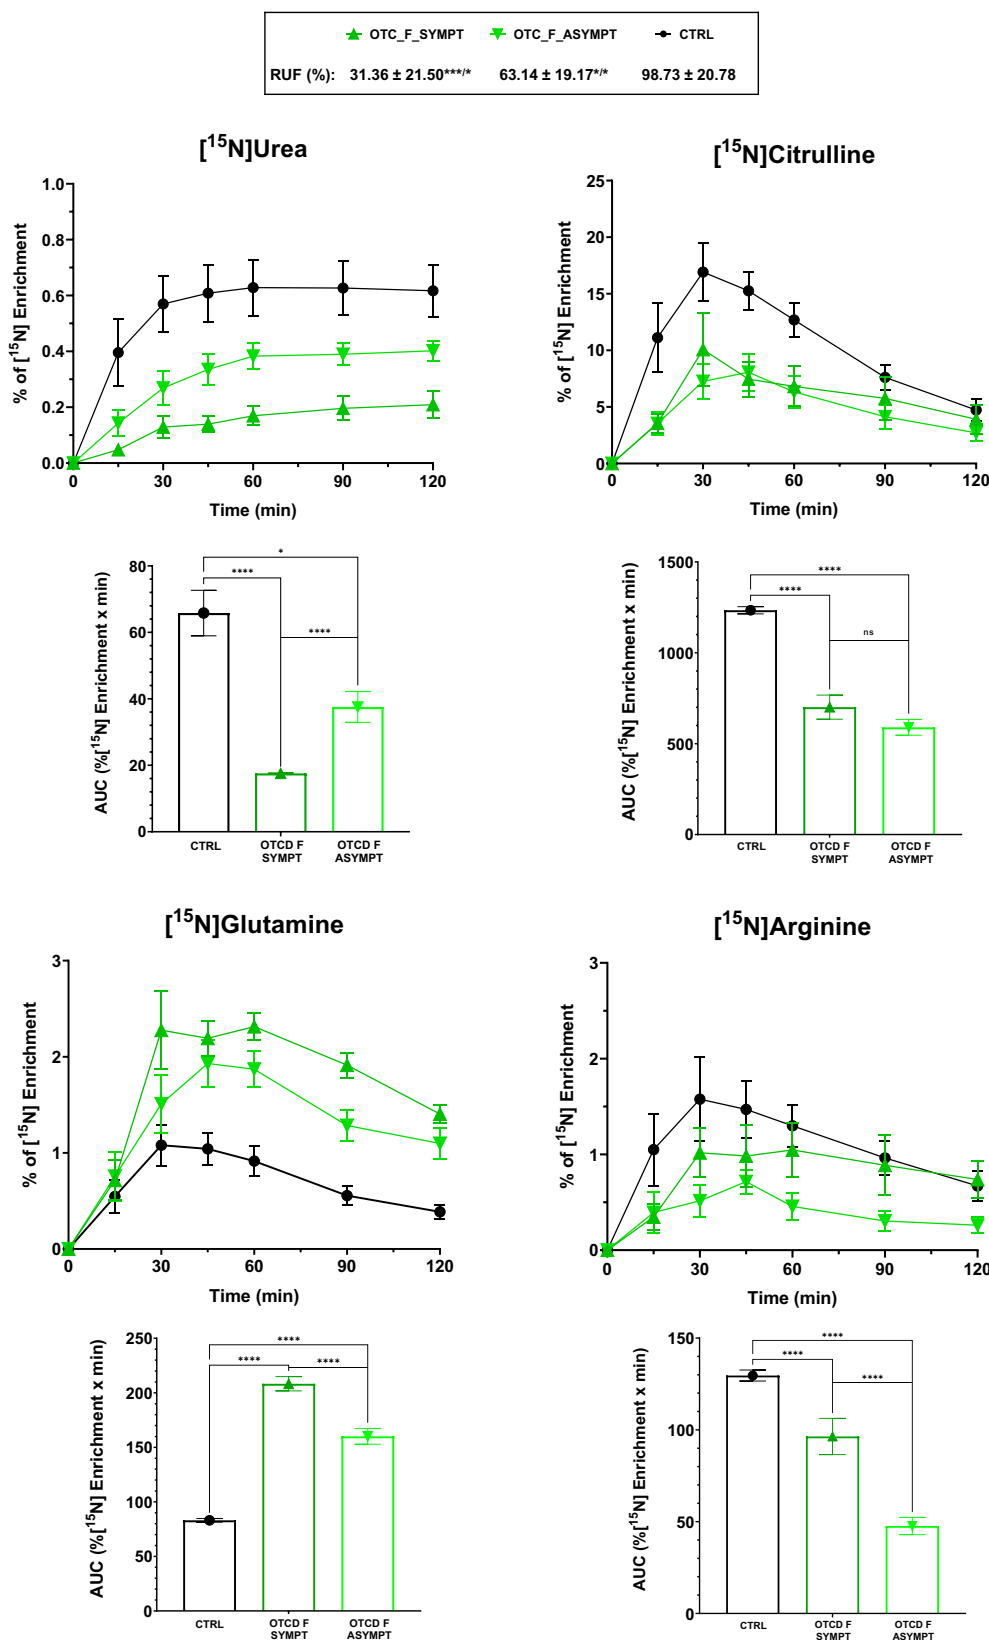 OTC_F_SYMPT OTC_F_ASYMPT CTRL
RUF (%): 31.36 ± 21.50***/* 63.14 ± 19.17*/* 98.73 ± 20.78
[15N]Urea
% of [15N] Enrichment
1.0
0.8
0.6
0.4
0.2
0.0
0 30 60 90 120
Time (min)
[15N]Citrulline
% of [15N] Enrichment
25
20
15
10
5
0
0 30 60 90 120
Time (min)
AUC (%[15N] Enrichment x min)
80
60
40
20
0
*
****
****
CTRL
OTCD F
SYMPT
OTCD F
ASYMPT
AUC (%[15N] Enrichment x min)
1500
1000
500
0
****
****
ns
CTRL
OTCD F
SYMPT
OTCD F
ASYMPT
[15N]Glutamine
% of [15N] Enrichment
3
2
1
0
0 30 60 90 120
Time (min)
[15N]Arginine
% of [15N] Enrichment
3
2
1
0
0 30 60 90 120
Time (min)
AUC (%[15N] Enrichment x min)
250
200
150
100
50
0
****
****
****
CTRL
OTCD F
SYMPT
OTCD F
ASYMPT
AUC (%[15N] Enrichment x min)
150
100
50
0
****
****
****
CTRL
OTCD F
SYMPT
OTCD F
ASYMPT